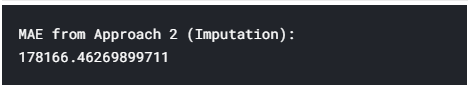 MAE from Approach 2 (Imputation):
178166.46269899711